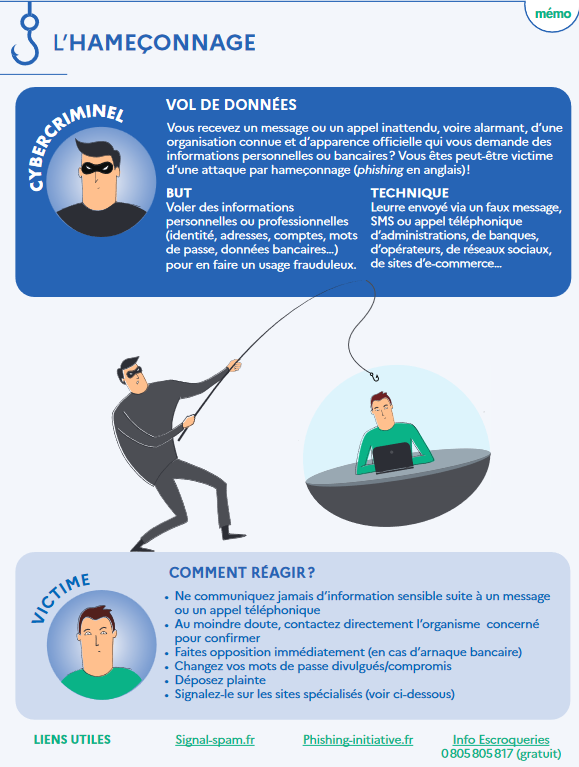 mémo
L'HAMEÇONNAGE
CYBERCRIMINEL
VOL DE DONNÉES
Vous recevez un message ou un appel inattendu, voire alarmant, d'une
organisation connue et d'apparence officielle qui vous demande des
informations personnelles ou bancaires ? Vous êtes peut-être victime
d'une attaque par hameçonnage (phishing en anglais) !
BUT
Voler des informations
personnelles ou professionnelles
(identité, adresses, comptes, mots
de passe, données bancaires…)
pour en faire un usage frauduleux.
TECHNIQUE
Leurre envoyé via un faux message,
SMS ou appel téléphonique
d'administrations, de banques,
d'opérateurs, de réseaux sociaux,
de sites d'e-commerce…
VICTIME
COMMENT RÉAGIR ?
• Ne communiquez jamais d'information sensible suite à un message
ou un appel téléphonique
• Au moindre doute, contactez directement l'organisme concerné
pour confirmer
• Faites opposition immédiatement (en cas d'arnaque bancaire)
• Changez vos mots de passe divulgués/compromis
• Déposez plainte
• Signalez-le sur les sites spécialisés (voir ci-dessous)
LIENS UTILES
Signal-spam.fr
Phishing-initiative.fr
Info Escroqueries
0 805 805 817 (gratuit)